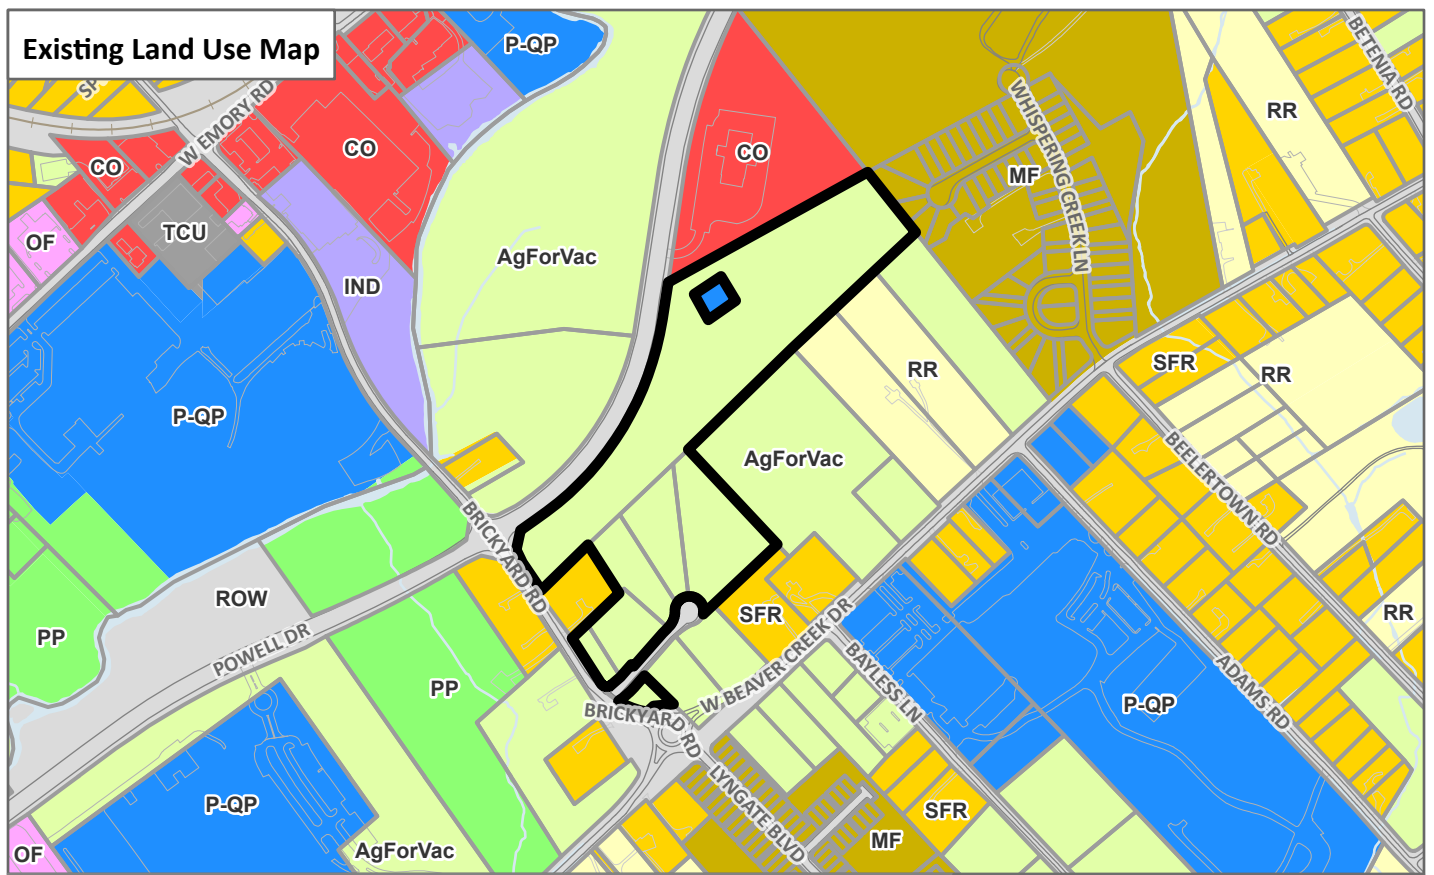 Existing Land Use Map
P-QP
BETENIA RD
SP
W EMORY RD
RR
CO
CO
CO
WHISPERING CREEK LN
MF
TCU
OF
AgForVac
IND
SFR
RR
RR
P-QP
AgForVac
BEELERTOWN RD
BRICKYARD RD
ROW
SFR
RR
PP
POWELL DR
W BEAVER CREEK DR
BAYLESS LN
ADAMS RD
PP
P-QP
BRICKYARD RD
LYNGATE BLVD
P-QP
SFR
MF
OF
AgForVac